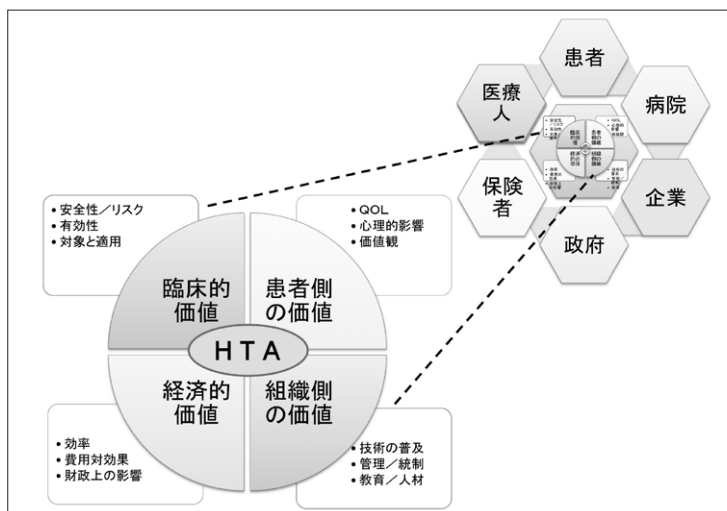 患者
医療
人
病院
保険
者
企業
政府
• 安全性／リスク
• 有効性
• 対象と適用
• QOL
• 心理的影響
• 価値観
臨床的
価値
患者側
の価値
HTA
経済的
価値
組織側
の価値
• 効率
• 費用対効果
• 財政上の影響
• 技術の普及
• 管理／統制
• 教育／人材